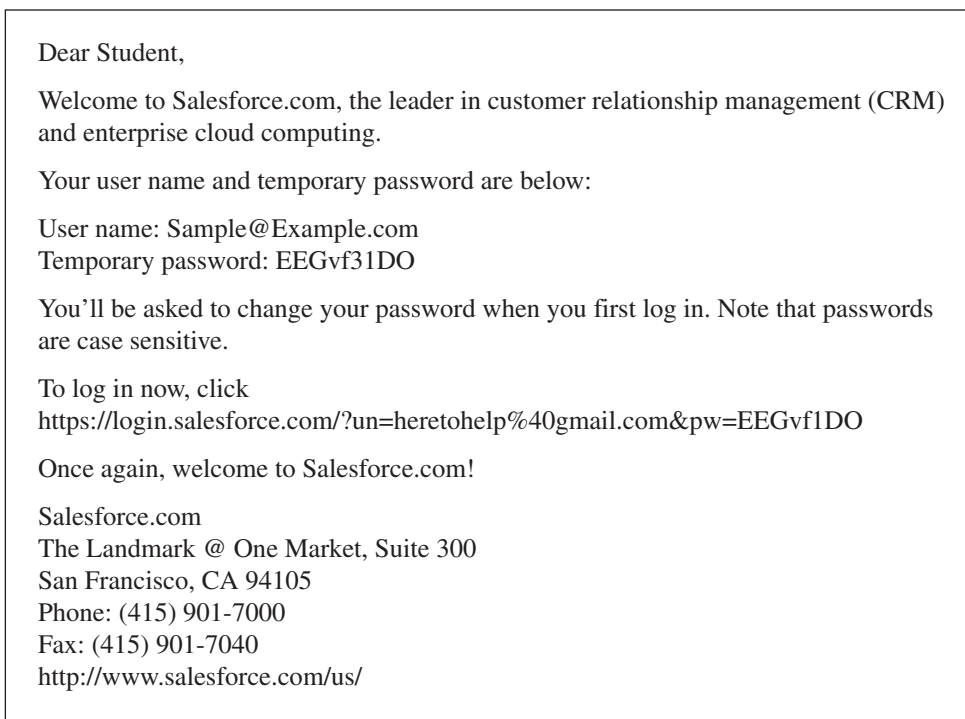 Dear Student,
Welcome to Salesforce.com, the leader in customer relationship management (CRM)
and enterprise cloud computing.
Your user name and temporary password are below:
User name: Sample@Example.com
Temporary password: EEGvf31DO
You’ll be asked to change your password when you first log in. Note that passwords
are case sensitive.
To log in now, click
https://login.salesforce.com/?un=heretohelp%40gmail.com&pw=EEGvf1DO
Once again, welcome to Salesforce.com!
Salesforce.com
The Landmark @ One Market, Suite 300
San Francisco, CA 94105
Phone: (415) 901-7000
Fax: (415) 901-7040
http://www.salesforce.com/us/